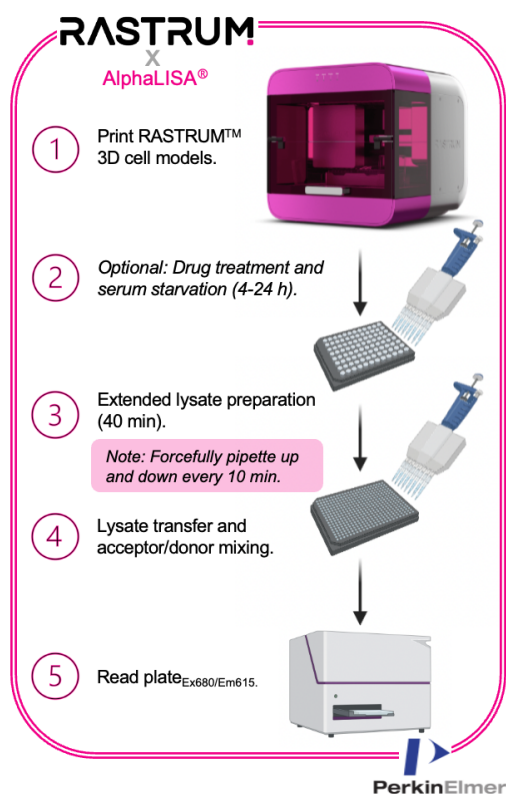 RASTRUM
X
AlphaLISA®
1
Print RASTRUM™
3D cell models.
2
Optional: Drug treatment and
serum starvation (4-24 h).
3
Extended lysate preparation
(40 min).
Note: Forcefully pipette up
and down every 10 min.
4
Lysate transfer and
acceptor/donor mixing.
5
Read plateEx680/Em615.
PerkinElmer